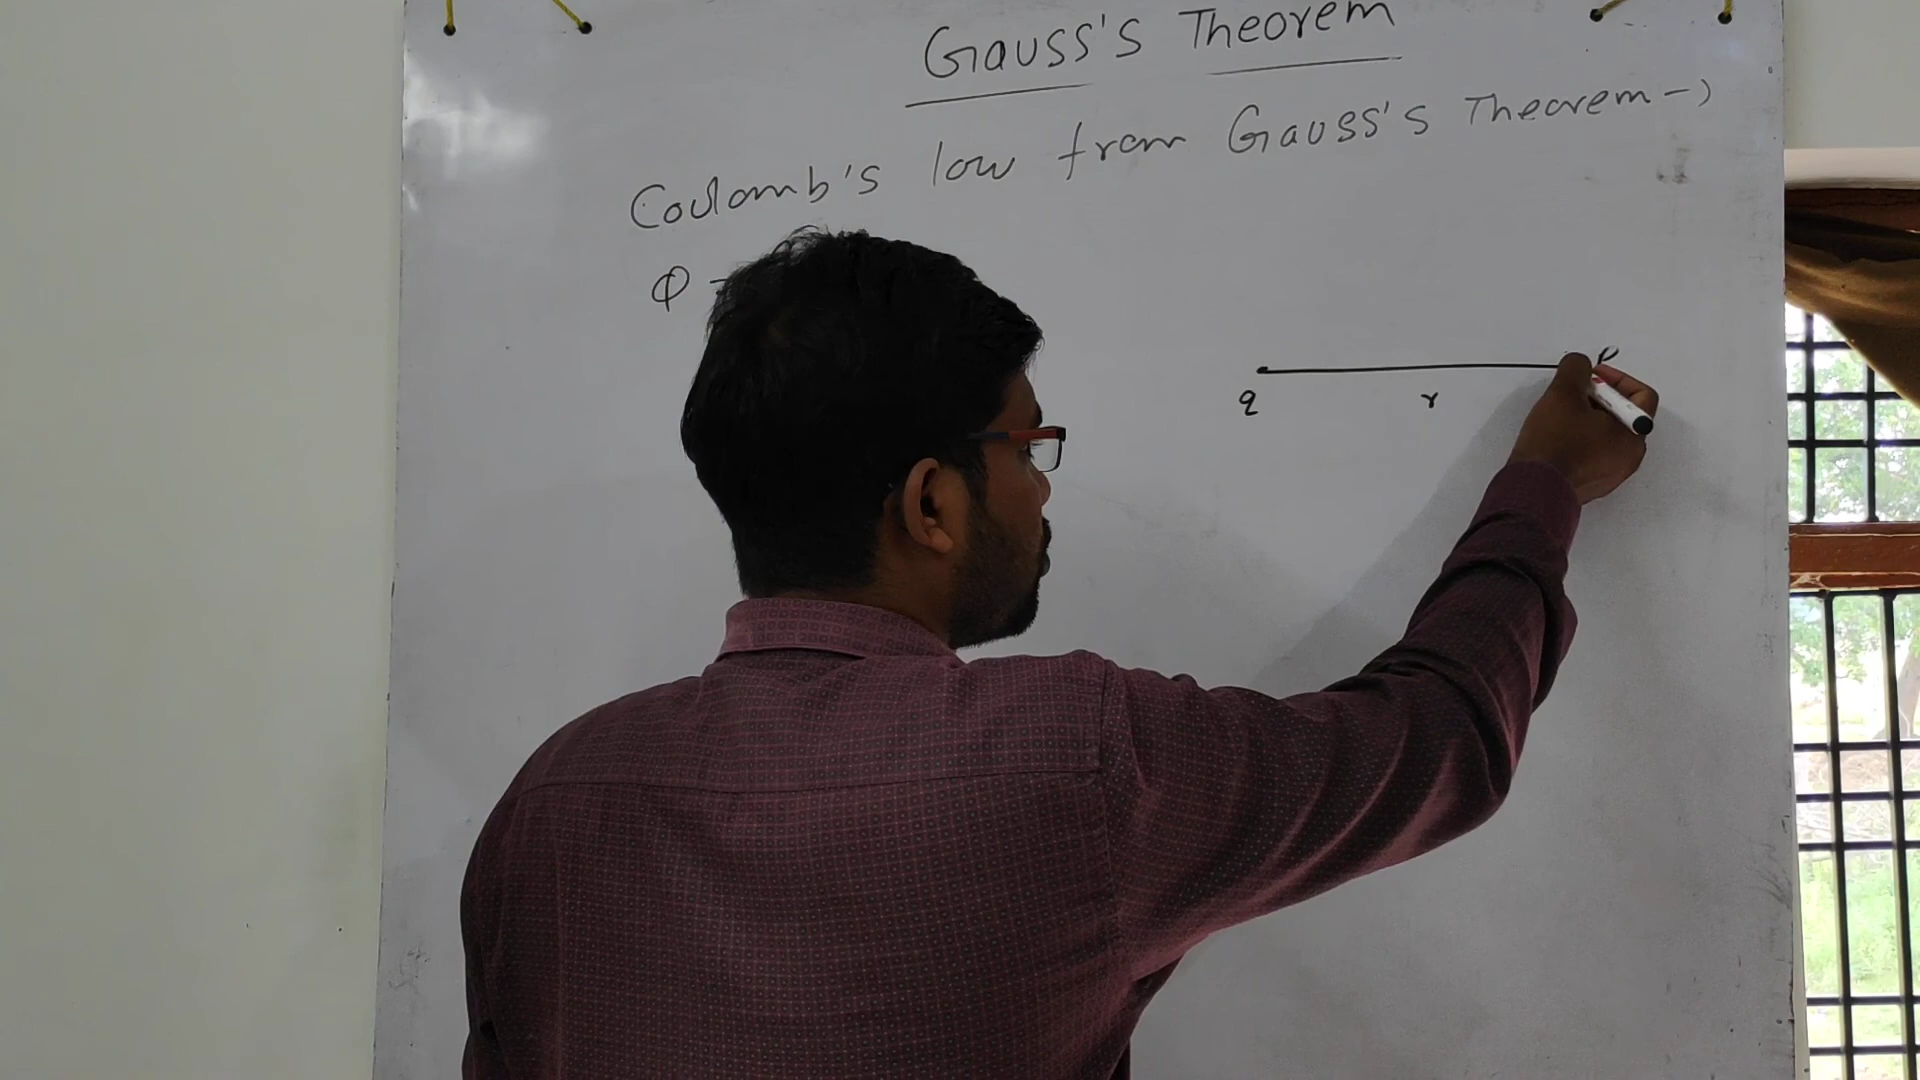 Gauss's Theorem
Coulomb's low from Gauss's Theorem →
Φ
P
q r